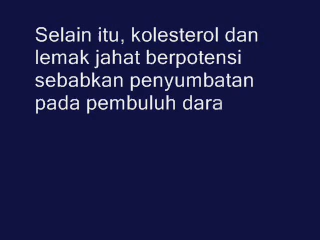 Selain itu, kolesterol dan
lemak jahat berpotensi
sebabkan penyumbatan
pada pembuluh dara